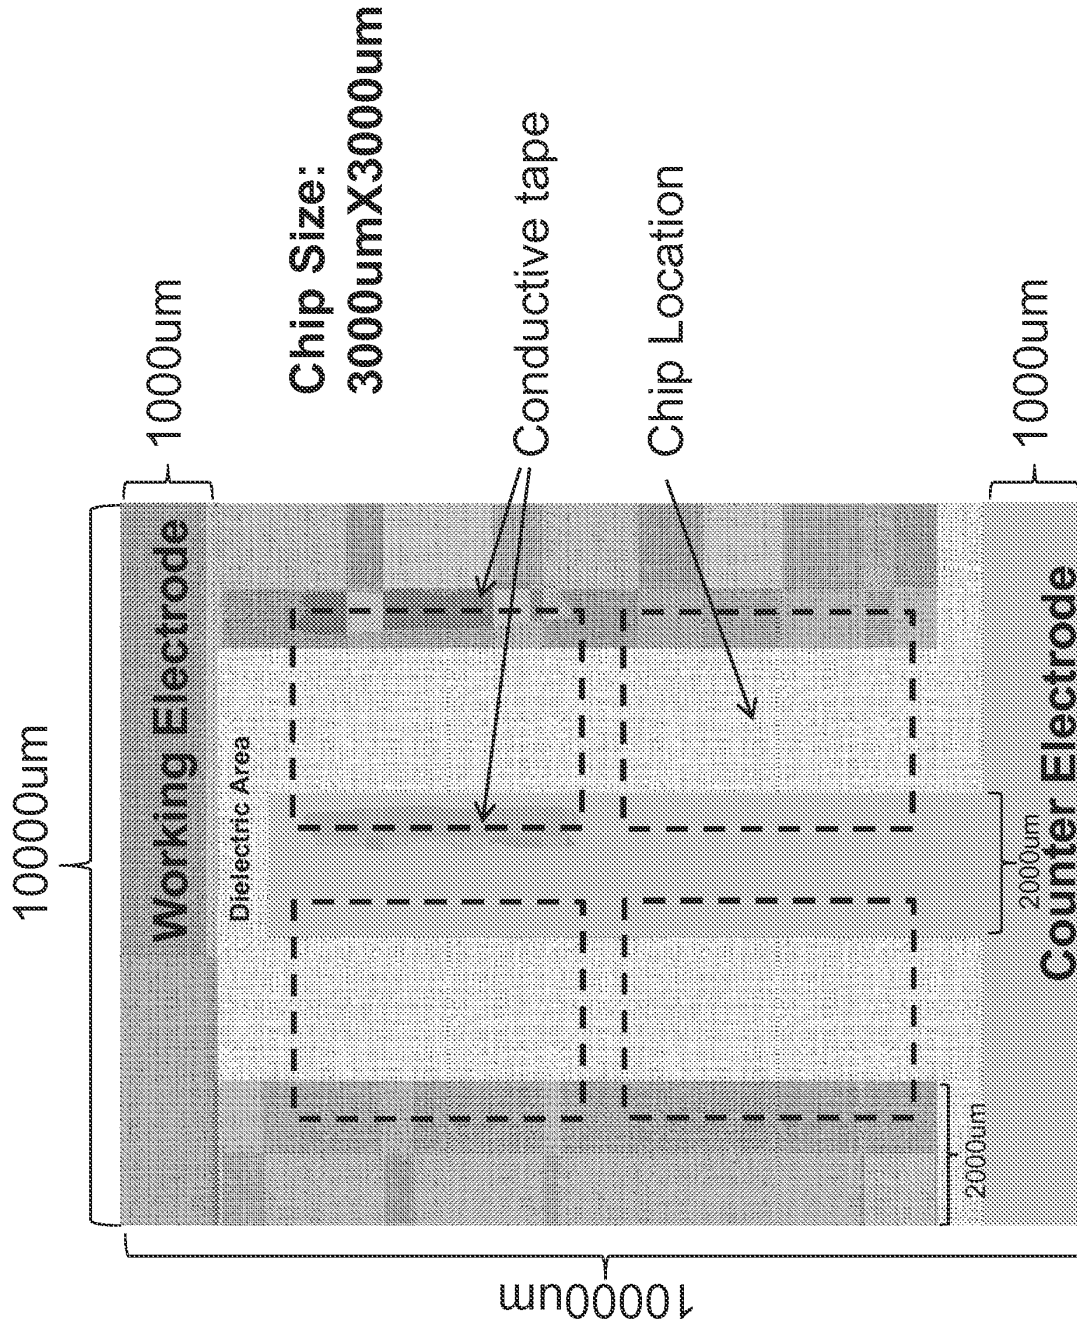 10000um
10000um
Working Electrode
1000um
Dielectric Area
Chip Size:
3000umX3000um
Conductive tape
Chip Location
2000um
2000um
Counter Electrode
1000um